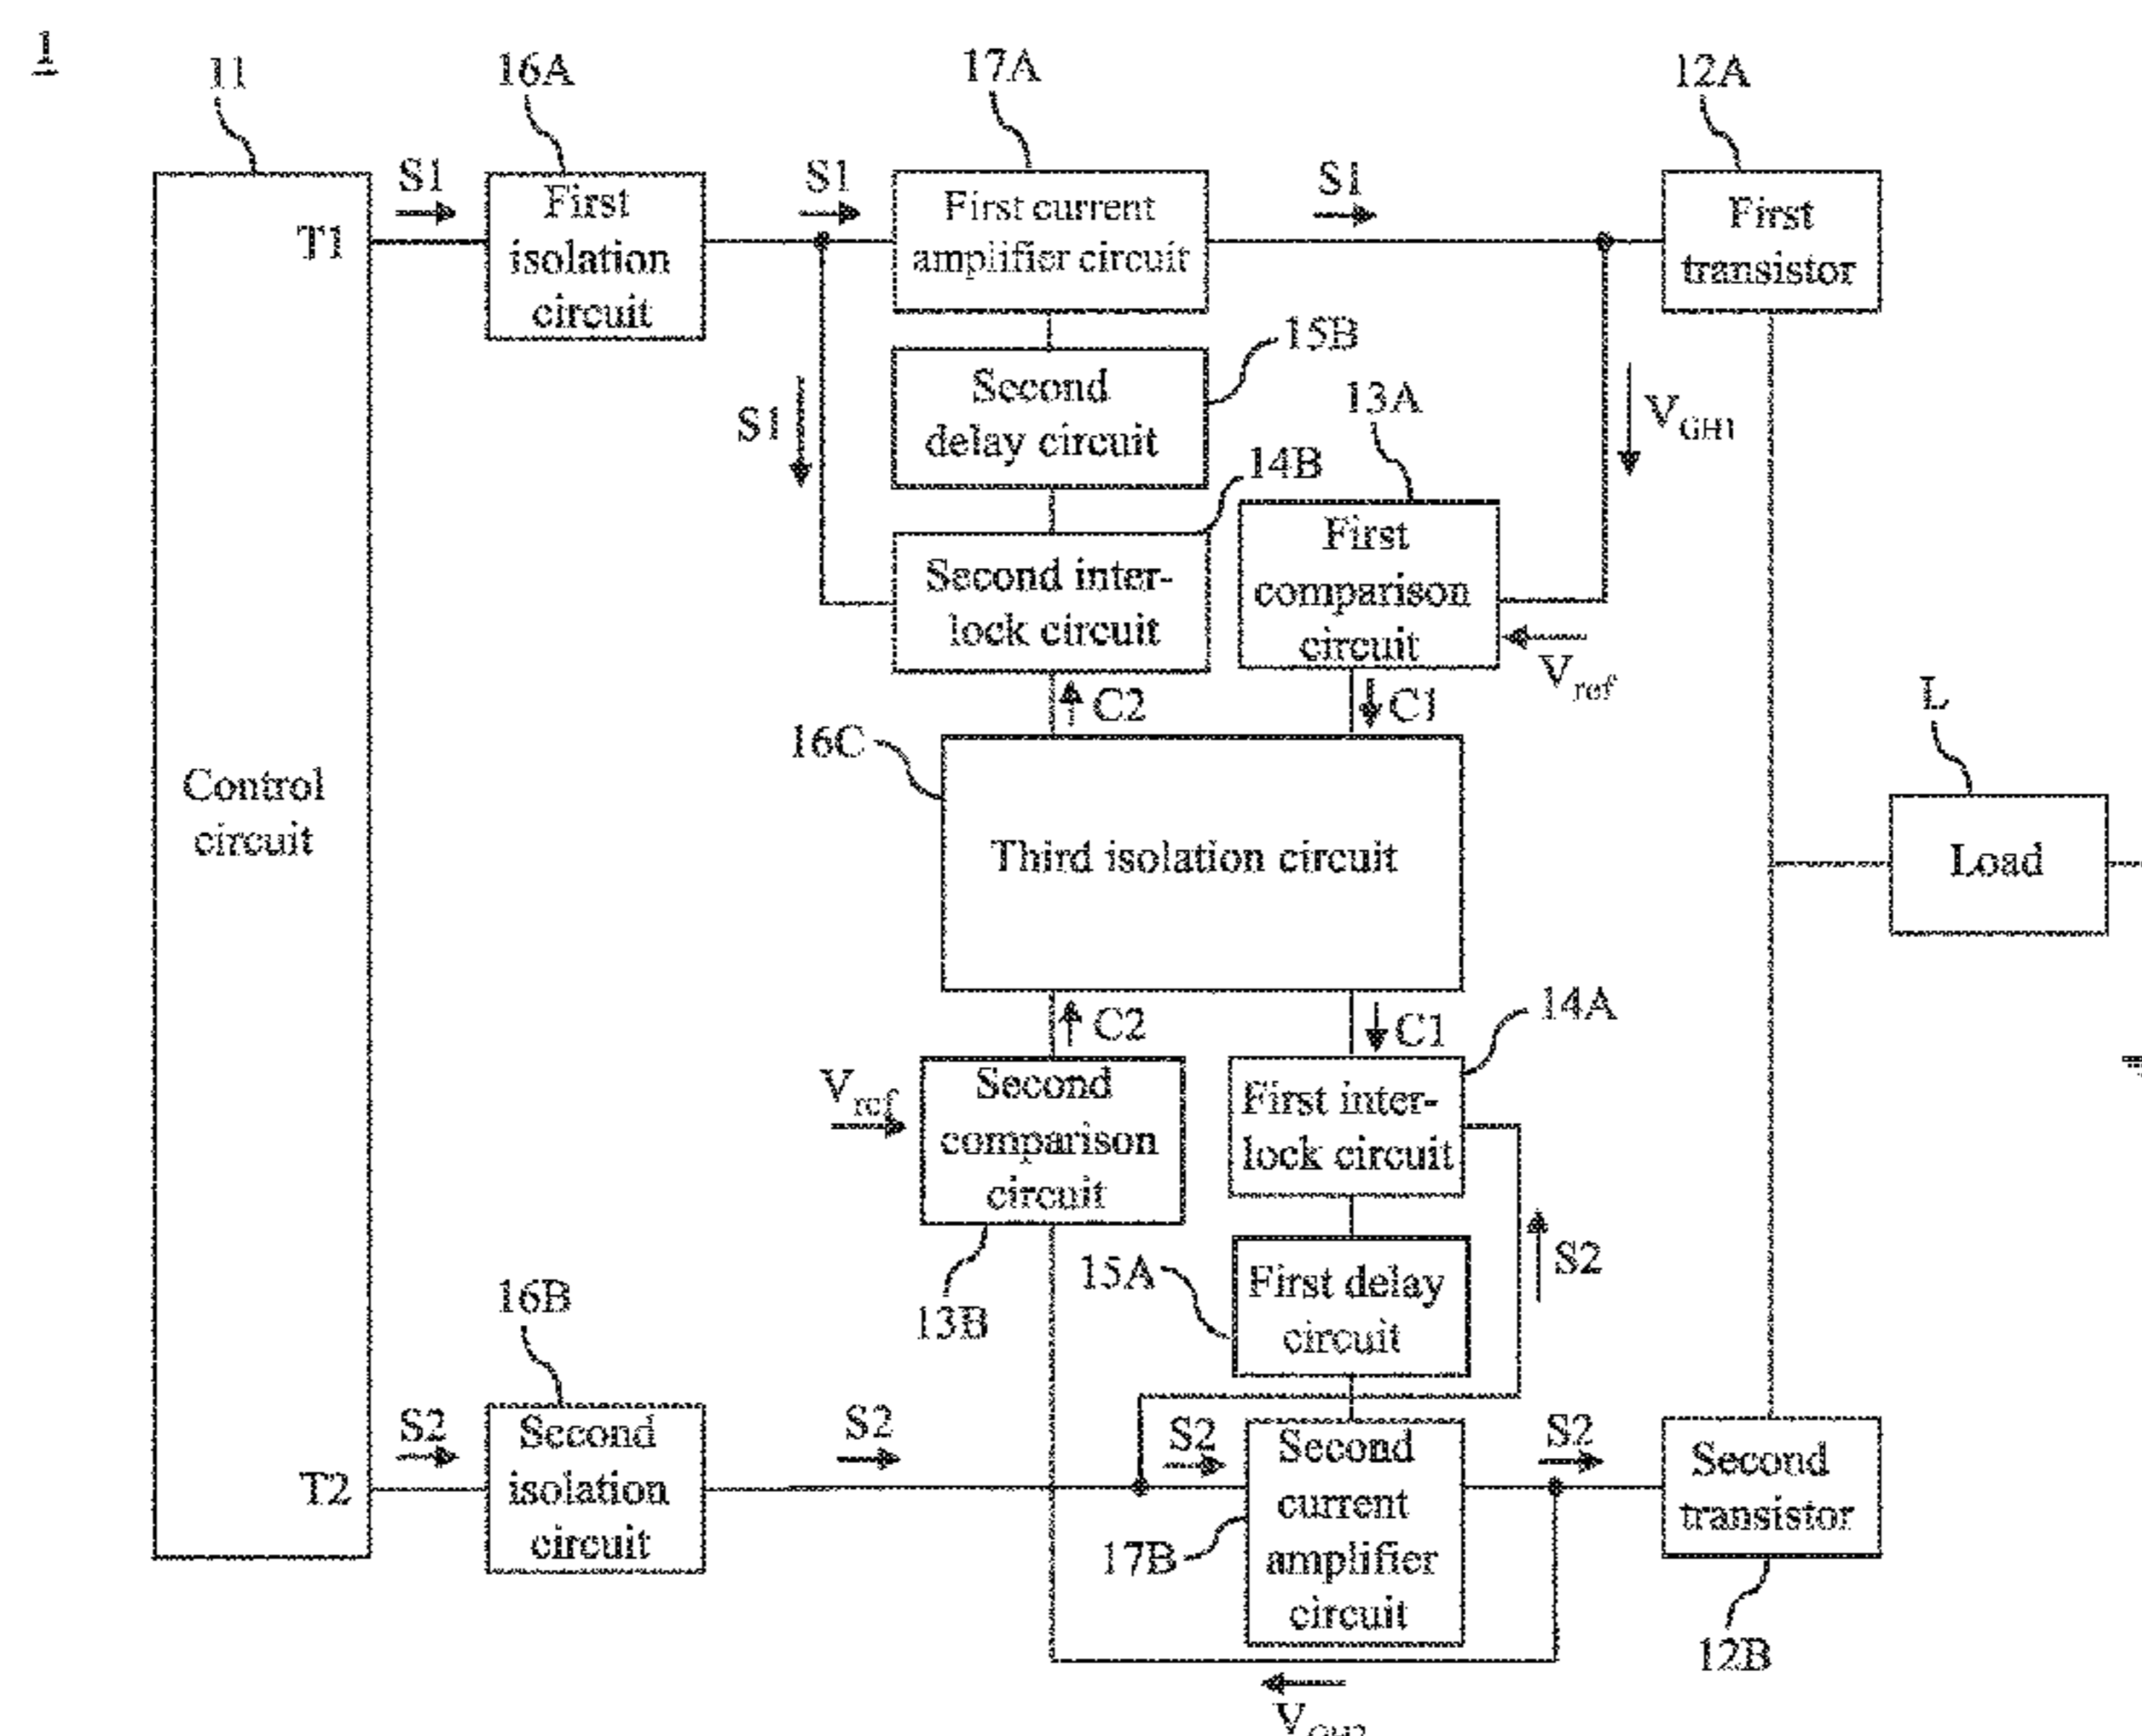 1
11
16A
17A
12A
S1
S1
S1
T1
First
isolation
circuit
First current
amplifier circuit
First
transistor
15B
Second
delay circuit
S1
13A
VGH1
14B
Second inter-
lock circuit
First
comparison
circuit
Vref
C2
C1
16C
L
Control
circuit
Third isolation circuit
Load
C2
C1
14A
Vref
Second
comparison
circuit
First inter-
lock circuit
S2
15A
First delay
circuit
13B
16B
S2
S2
S2
S2
T2
Second
isolation
circuit
Second
current
amplifier
circuit
Second
transistor
17B
12B